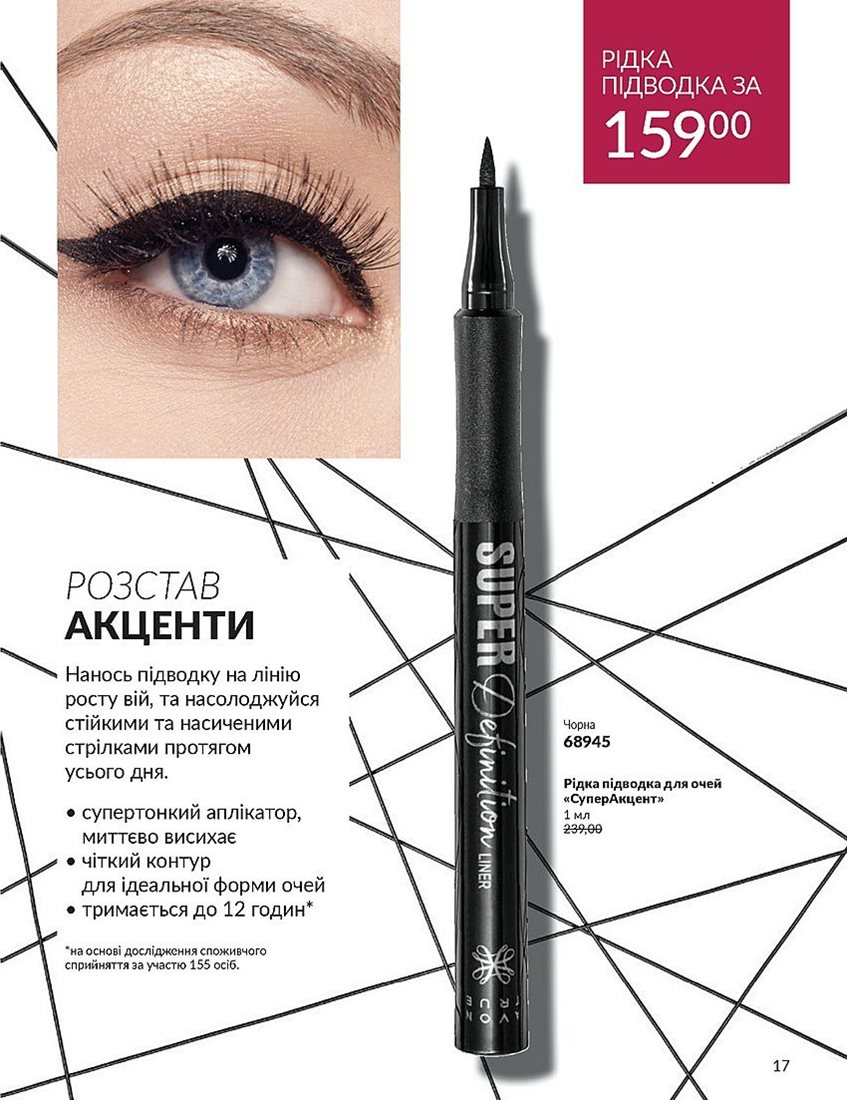 РІДКА
ПІДВОДКА ЗА
159⁰⁰
РОЗСТАВ
АКЦЕНТИ
Нанось підводку на лінію
росту вій, та насолоджуйся
стійкими та насиченими
стрілками протягом
усього дня.
• супертонкий аплікатор,
миттєво висихає
• чіткий контур
для ідеальної форми очей
• тримається до 12 годин*
*на основі дослідження споживчого
сприйняття за участю 155 осіб.
SUPER Definition LINER
Чорна
68945
Рідка підводка для очей
«СуперАкцент»
1 мл
239,00
17